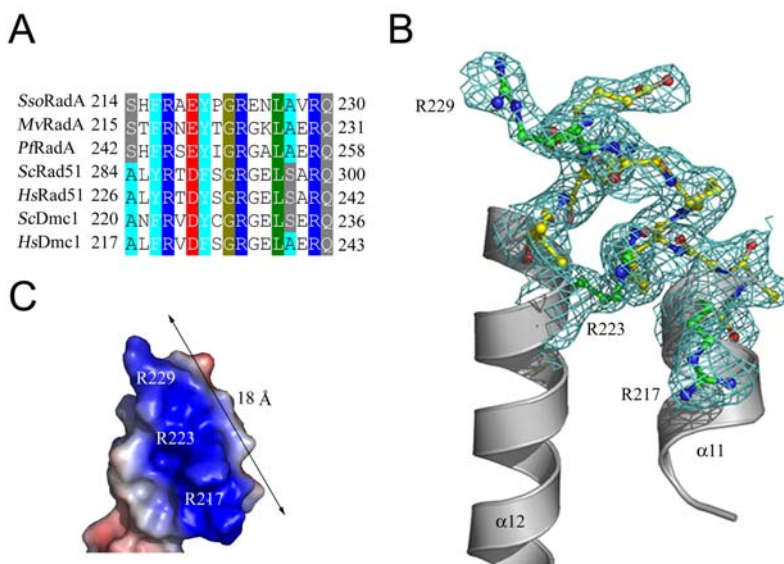 A
SsoRadA 214 SHFRAEYPGRENLAVRQ 230
MvRadA 215 STFRNEYTGRGKLAERQ 231
PfRadA 242 SHFRSEYIGRGALAERQ 258
ScRad51 284 ALYRTDFSGRGELSARQ 300
HsRad51 226 ALYRTDYSGRGELSARQ 242
ScDmc1 220 ANFRVDYCGRGELSERQ 236
HsDmc1 217 ALFRVDFSGRGELAERQ 243
B
R229
R223
R217
α11
α12
C
R229
18 Å
R223
R217